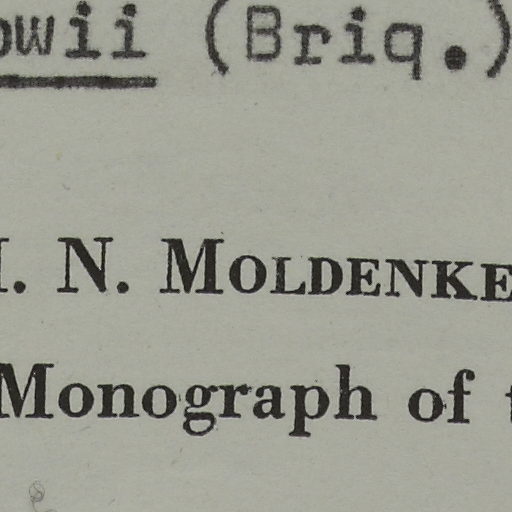 owii (Briq.)
H. N. MOLDENKE
Monograph of